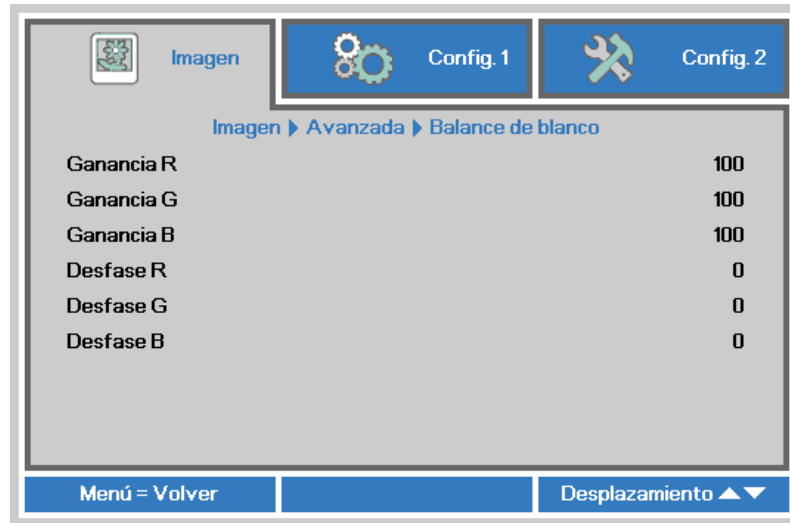 Imagen Config. 1 Config. 2
Imagen Avanzada Balance de blanco
Ganancia R 100
Ganancia G 100
Ganancia B 100
Desfase R 0
Desfase G 0
Desfase B 0
Menú = Volver Desplazamiento